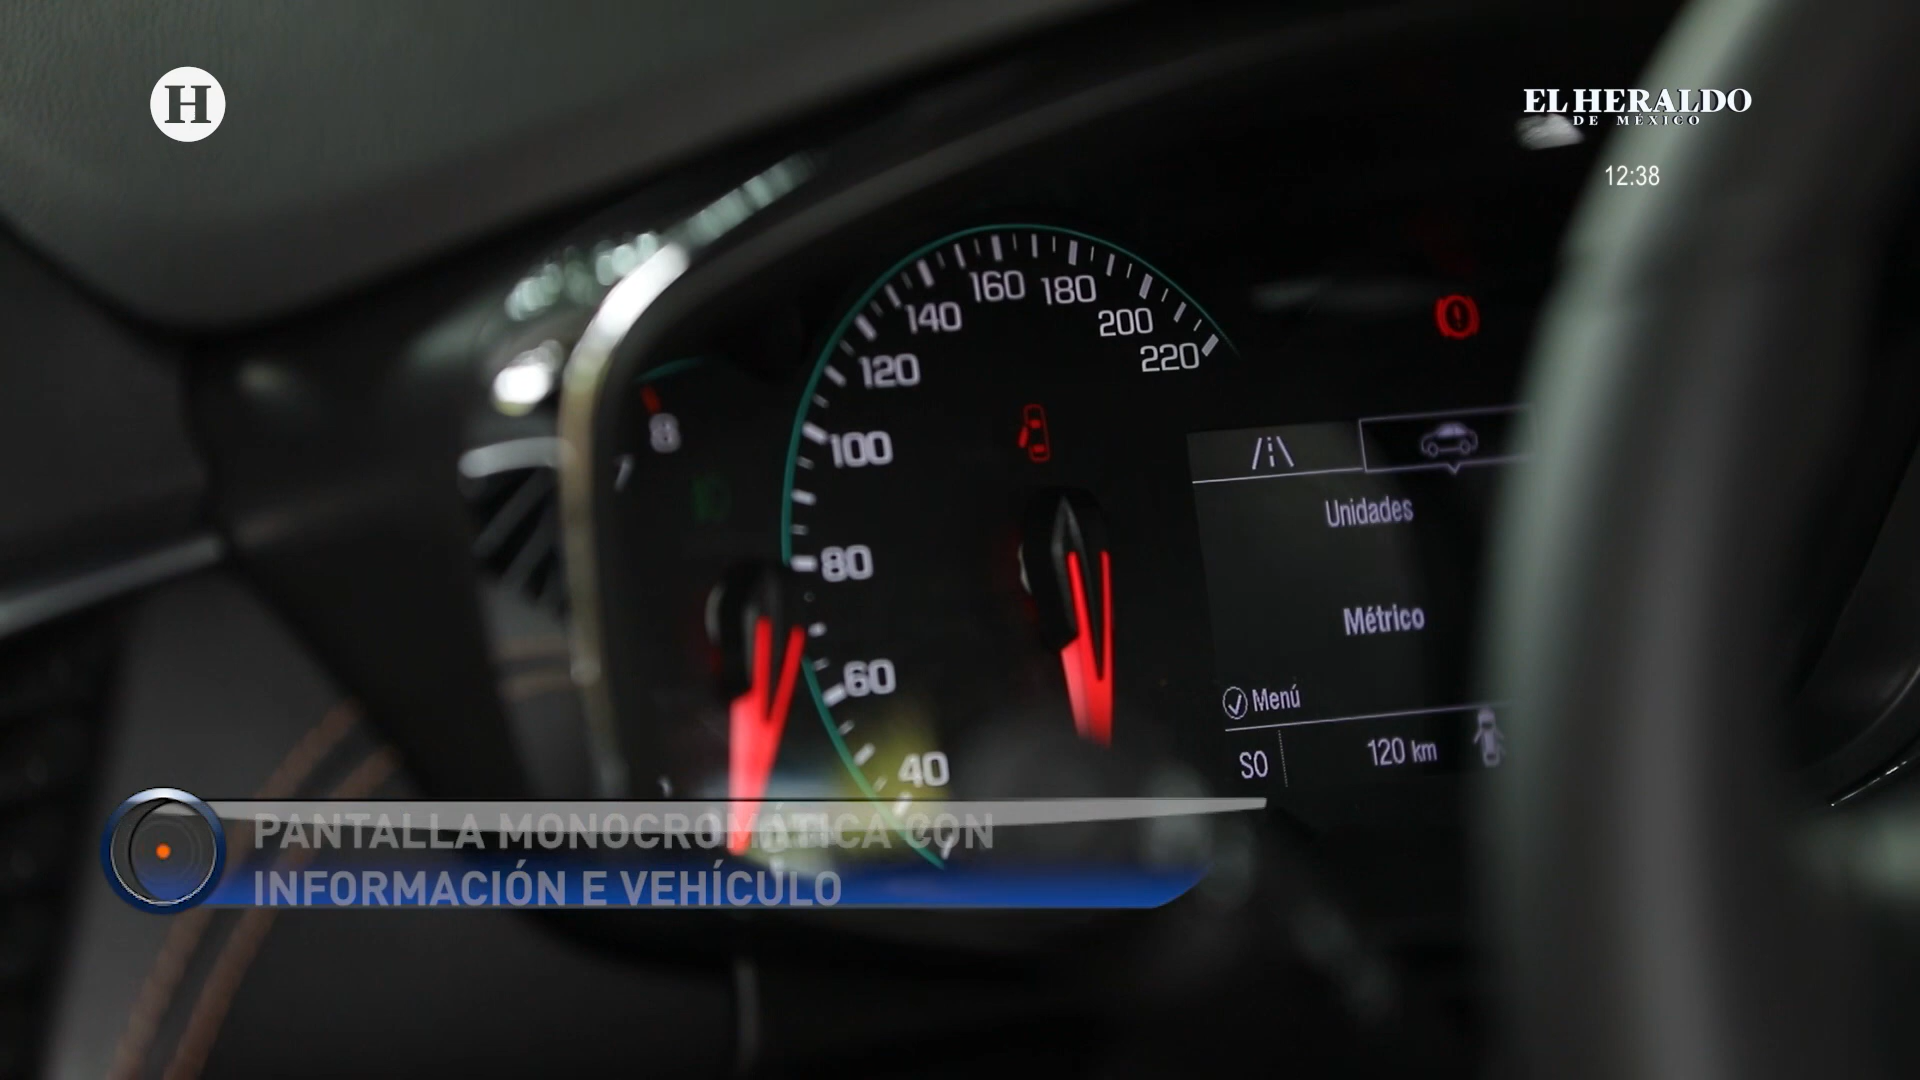 H
EL HERALDO
DE MÉXICO
12:38
220
200
180
160
140
120
100
80
60
40
8
7
Unidades
Métrico
Menú
SO
120 km
PANTALLA MONOCROMÁTICA CON
INFORMACIÓN E VEHÍCULO